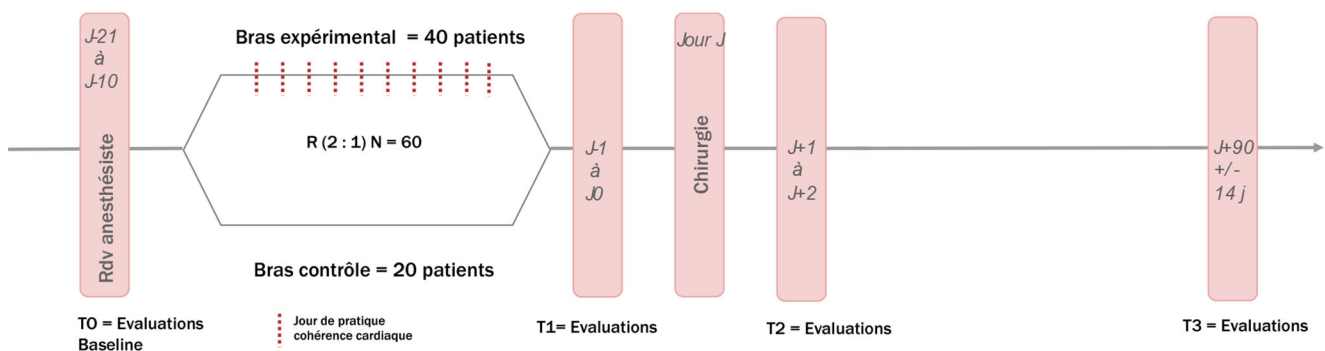 J-21
à
J-10
Rdv anesthésiste
T0 = Evaluations
Baseline
Bras expérimental = 40 patients
R (2 : 1) N = 60
Bras contrôle = 20 patients
Jour de pratique
cohérence cardiaque
J-1
à
J0
T1= Evaluations
Jour J
Chirurgie
J+1
à
J+2
T2 = Evaluations
J+90
+/-
14 j
T3 = Evaluations